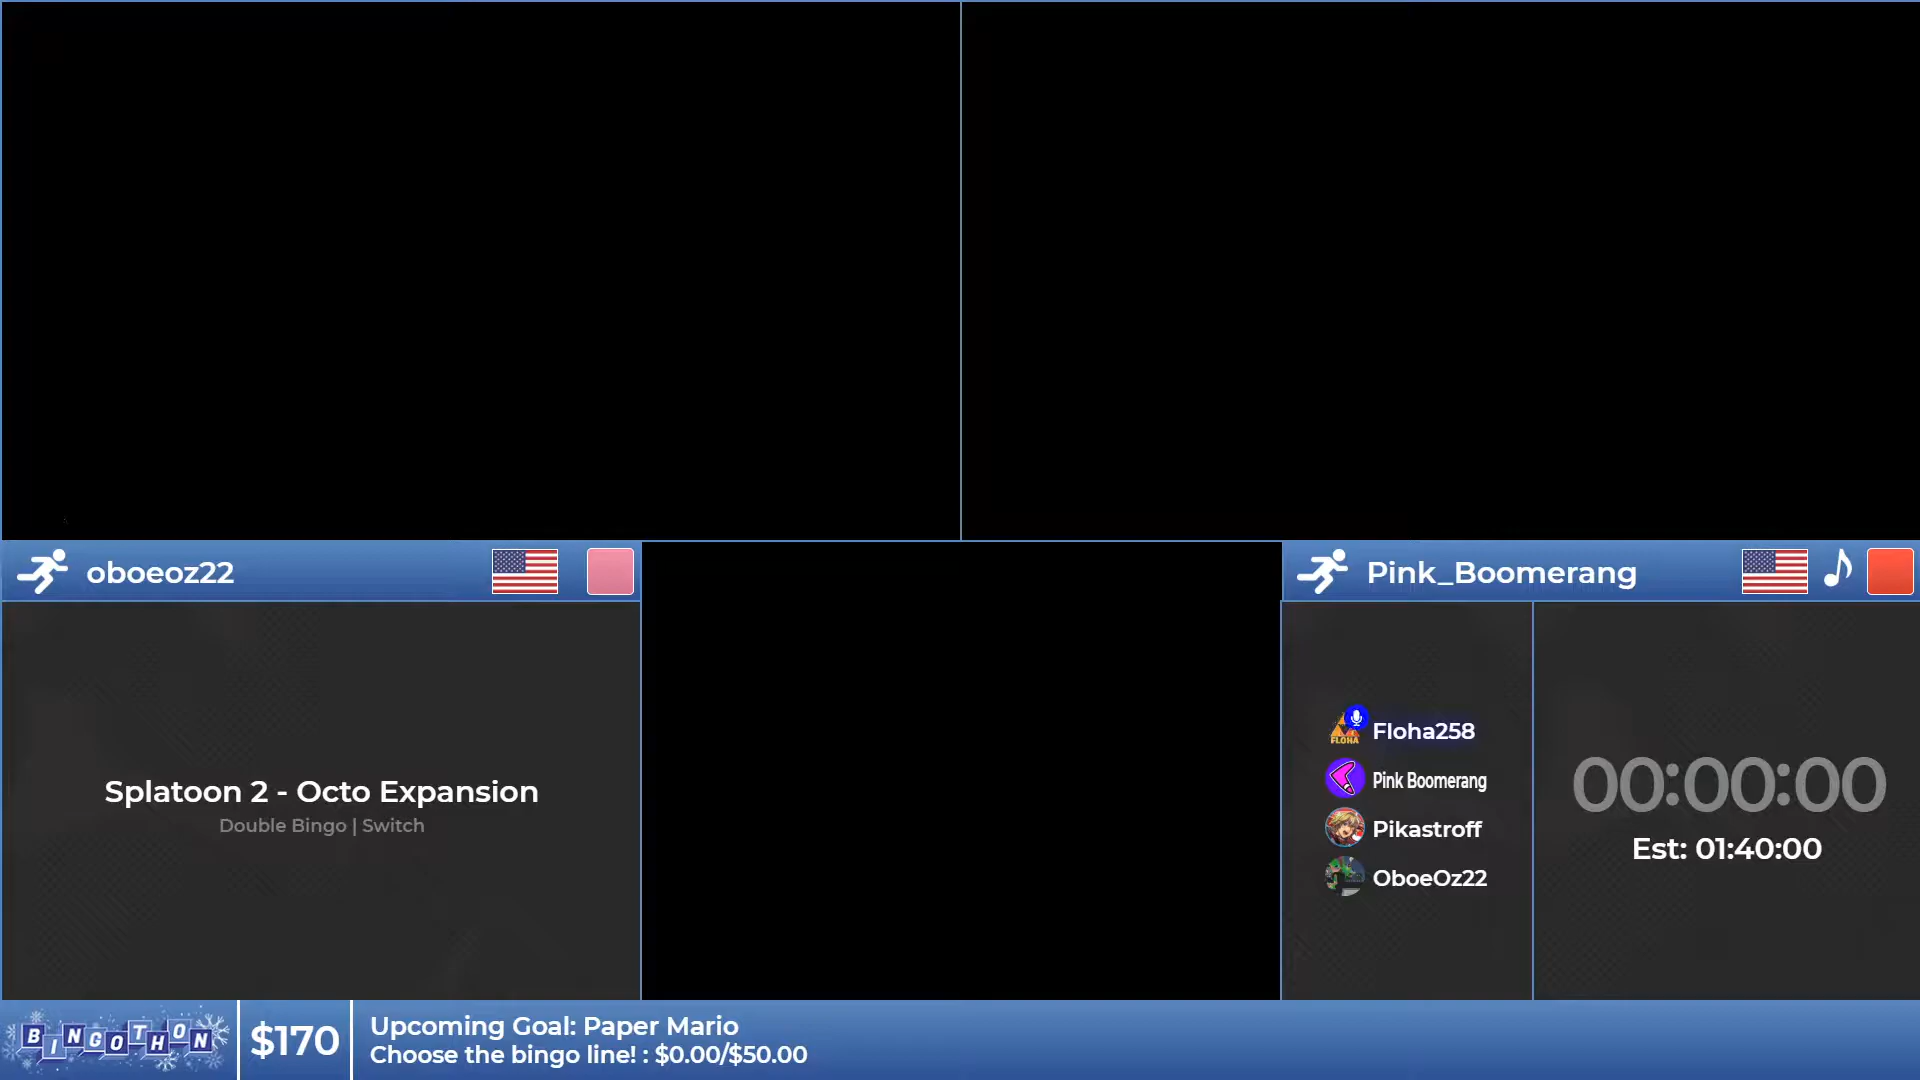 oboeoz22
Pink_Boomerang
Splatoon 2 - Octo Expansion
Double Bingo | Switch
FLOHA
Floha258
Pink Boomerang
Pikastroff
OboeOz22
00:00:00
Est: 01:40:00
BINGOTHON
$170
Upcoming Goal: Paper Mario
Choose the bingo line! : $0.00/$50.00